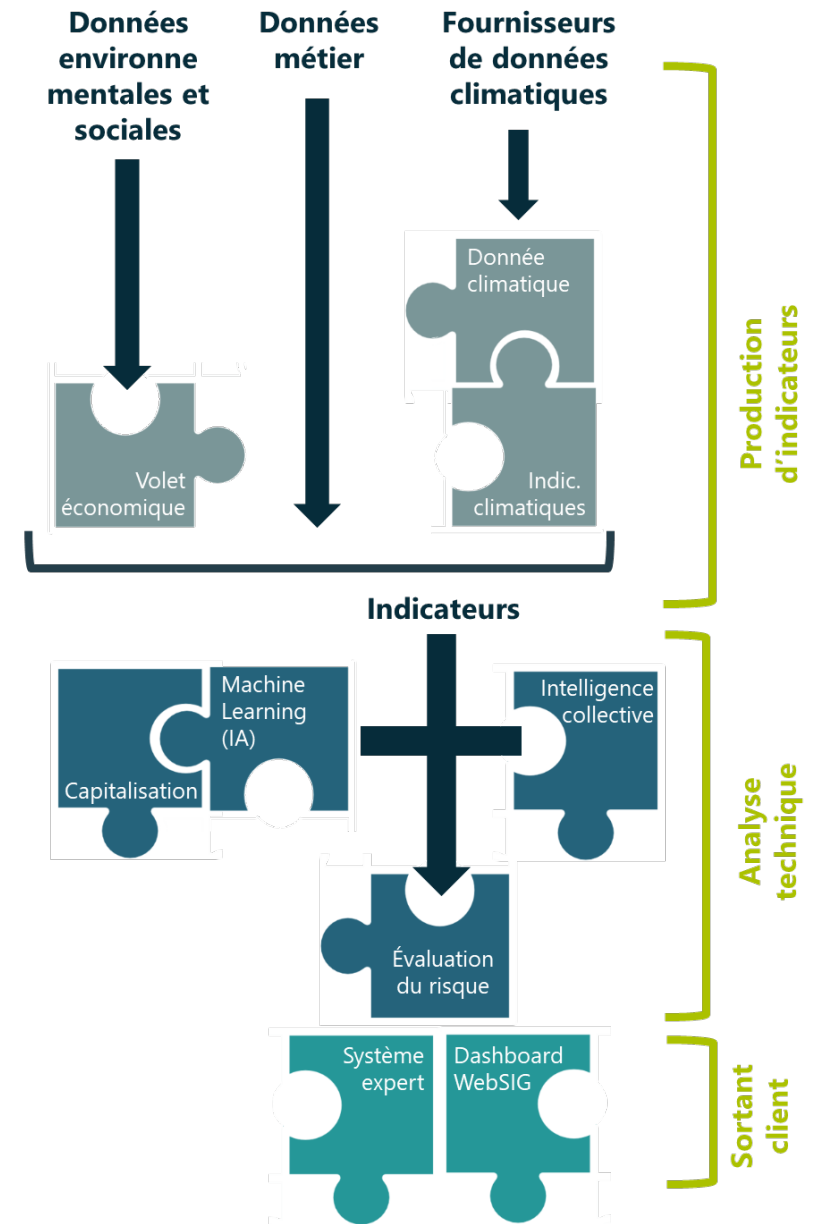 Données
environne
mentales et
sociales
Données
métier
Fournisseurs
de données
climatiques
Donnée
climatique
Volet
économique
Indic.
climatiques
Production
d'indicateurs
Indicateurs
Capitalisation
Machine
Learning
(IA)
Intelligence
collective
Évaluation
du risque
Analyse
technique
Système
expert
Dashboard
WebSIG
Sortant
client